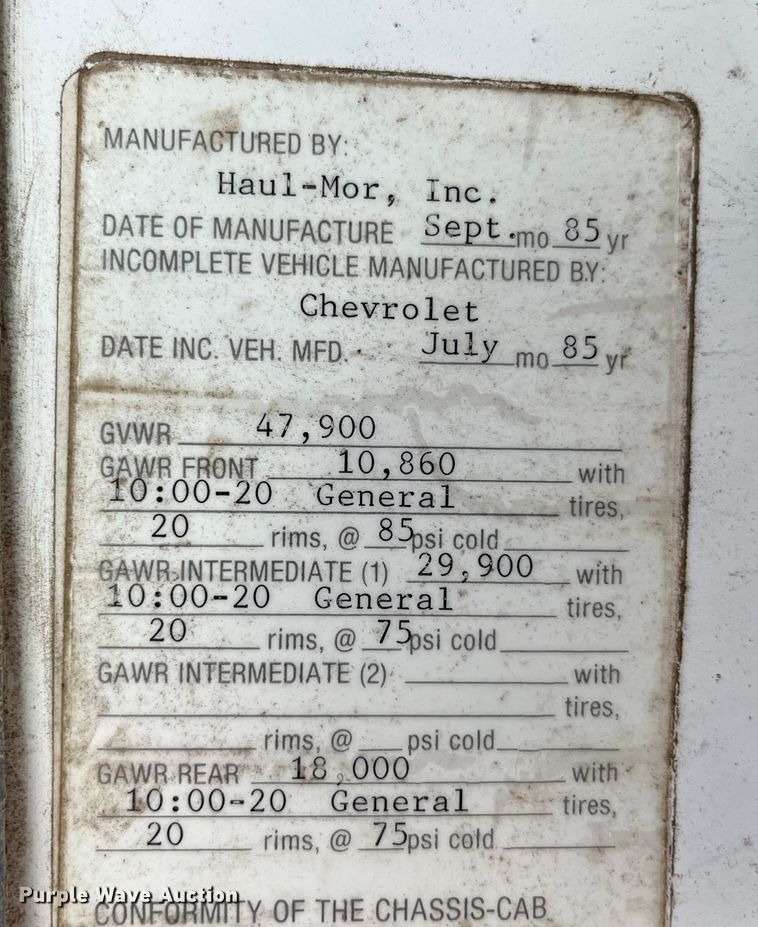 MANUFACTURED BY:
Haul-Mor, Inc.
DATE OF MANUFACTURE Sept. mo 85 yr
INCOMPLETE VEHICLE MANUFACTURED BY:
Chevrolet
DATE INC. VEH. MFD. July mo 85 yr
GVWR 47,900
GAWR FRONT 10,860 with
10:00-20 General tires,
20 rims, @ 85 psi cold
GAWR INTERMEDIATE (1) 29,900 with
10:00-20 General tires,
20 rims, @ 75 psi cold
GAWR INTERMEDIATE (2) with
tires,
rims, @ psi cold
GAWR REAR 18,000 with
10:00-20 General tires,
20 rims, @ 75 psi cold
Purple Wave Auction
CONFORMITY OF THE CHASSIS-CAB